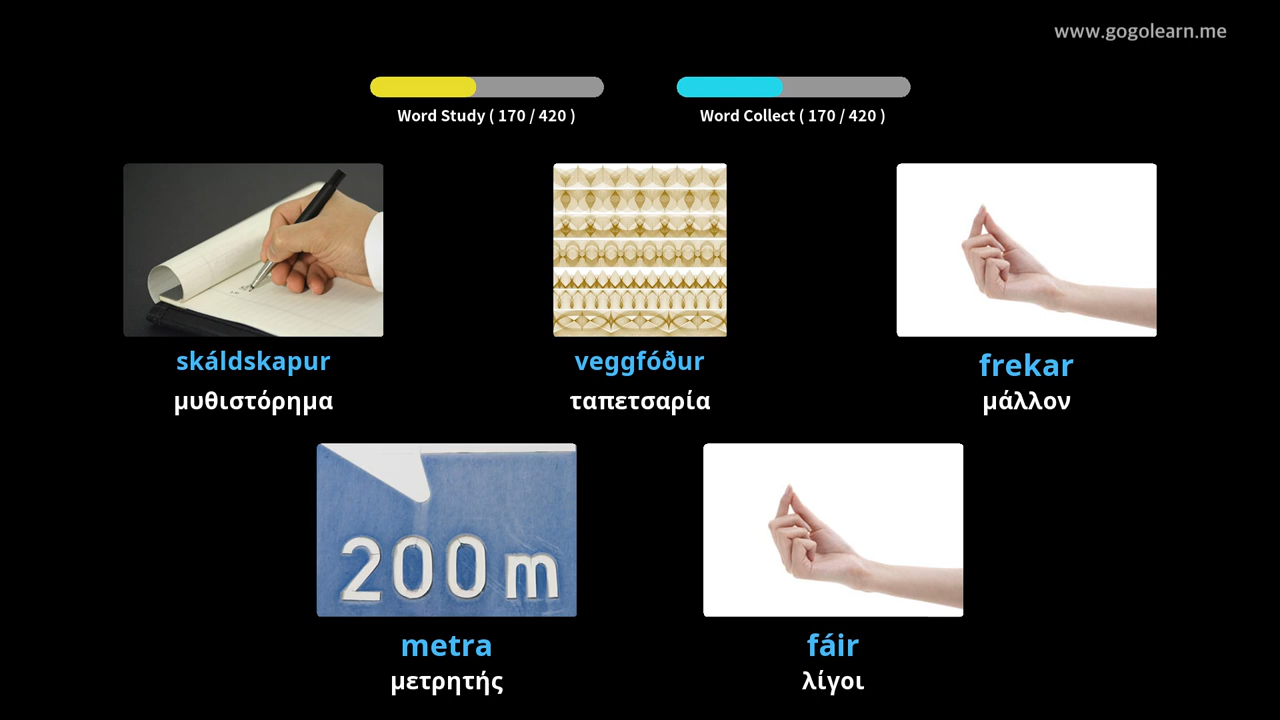 www.gogolearn.me
Word Study ( 170 / 420 )
Word Collect ( 170 / 420 )
skáldskapur
μυθιστόρημα
veggfóður
ταπετσαρία
frekar
μάλλον
200m
metra
μετρητής
fáir
λίγοι